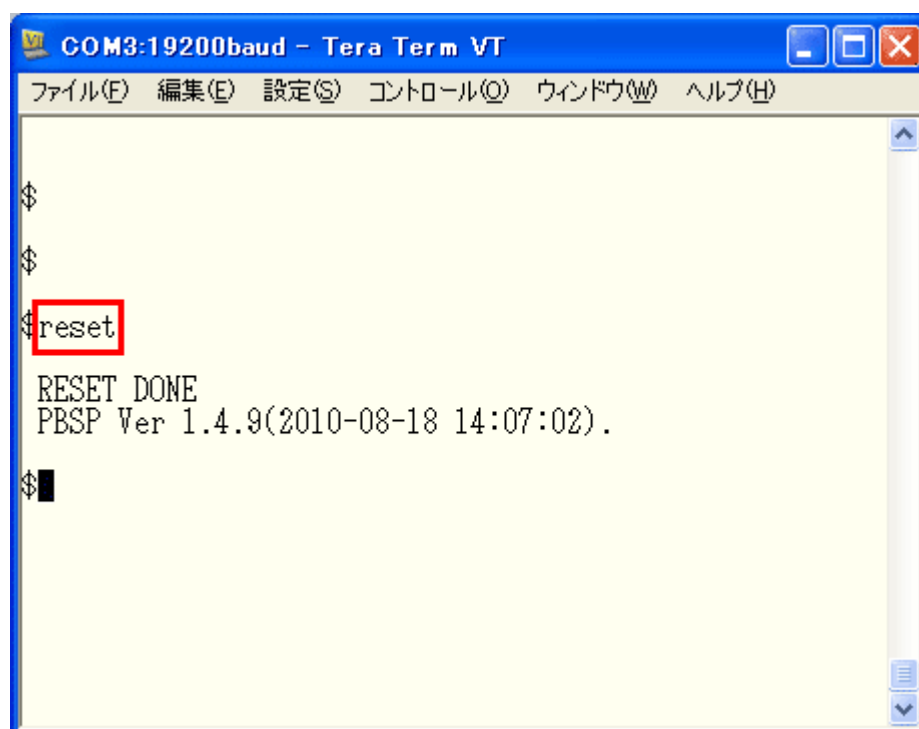 COM3:19200baud - Tera Term VT
ファイル(F) 編集(E) 設定(S) コントロール(O) ウィンドウ(W) ヘルプ(H)
$
$
$reset
RESET DONE
PBSP Ver 1.4.9(2010-08-18 14:07:02).
$